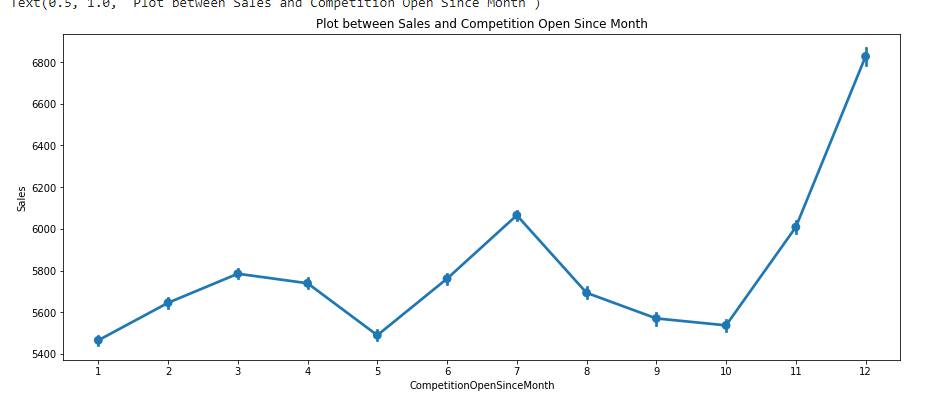 Text(0.5, 1.0, 'Plot between Sales and Competition Open Since Month')
Plot between Sales and Competition Open Since Month
6800
6600
6400
6200
6000
5800
5600
5400
Sales
1 2 3 4 5 6 7 8 9 10 11 12
CompetitionOpenSinceMonth